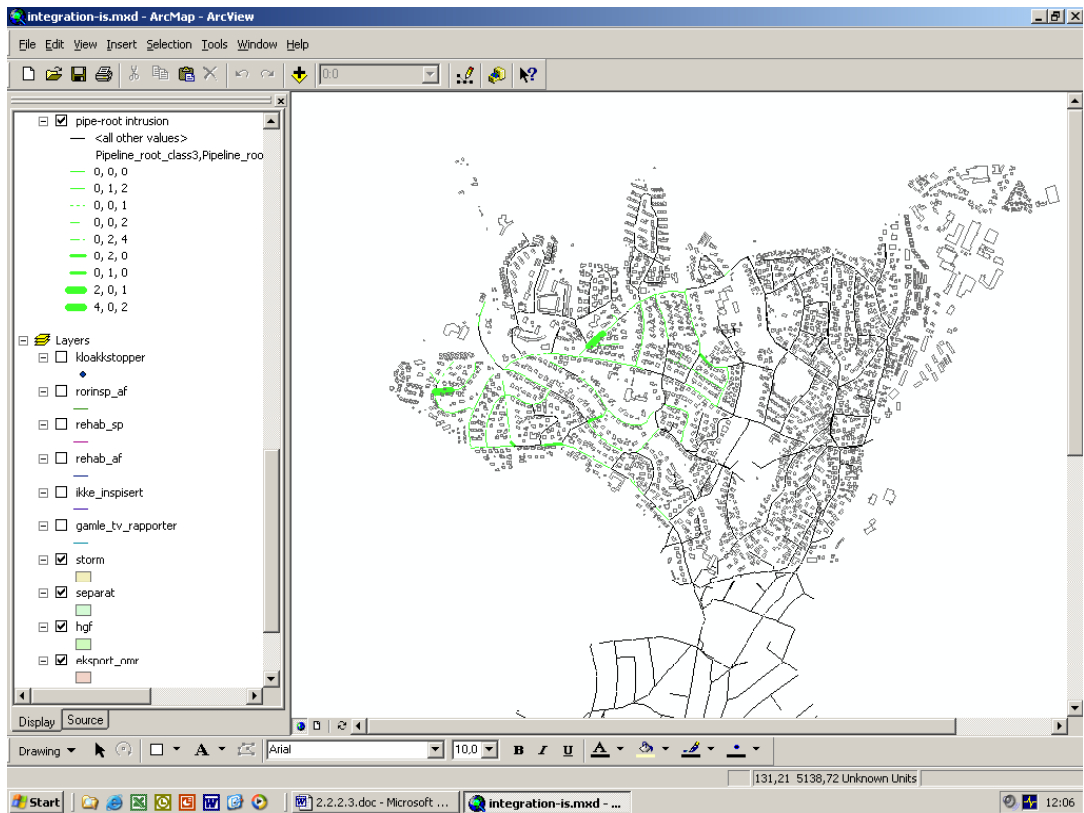 integration-is.mxd - ArcMap - ArcView
File Edit View Insert Selection Tools Window Help
0:0
pipe-root intrusion
<all other values>
Pipeline_root_class3,Pipeline_roo
0, 0, 0
0, 1, 2
0, 0, 1
0, 0, 2
0, 2, 4
0, 2, 0
0, 1, 0
2, 0, 1
4, 0, 2
Layers
kloakkstopper
rorinsp_af
rehab_sp
rehab_af
ikke_inspisert
gamle_tv_rapporter
storm
separat
hgf
eksport_omr
Display Source
Drawing A Arial 10,0 B I U A
131,21 5138,72 Unknown Units
Start 2.2.2.3.doc - Microsoft ... integration-is.mxd - ... 12:06